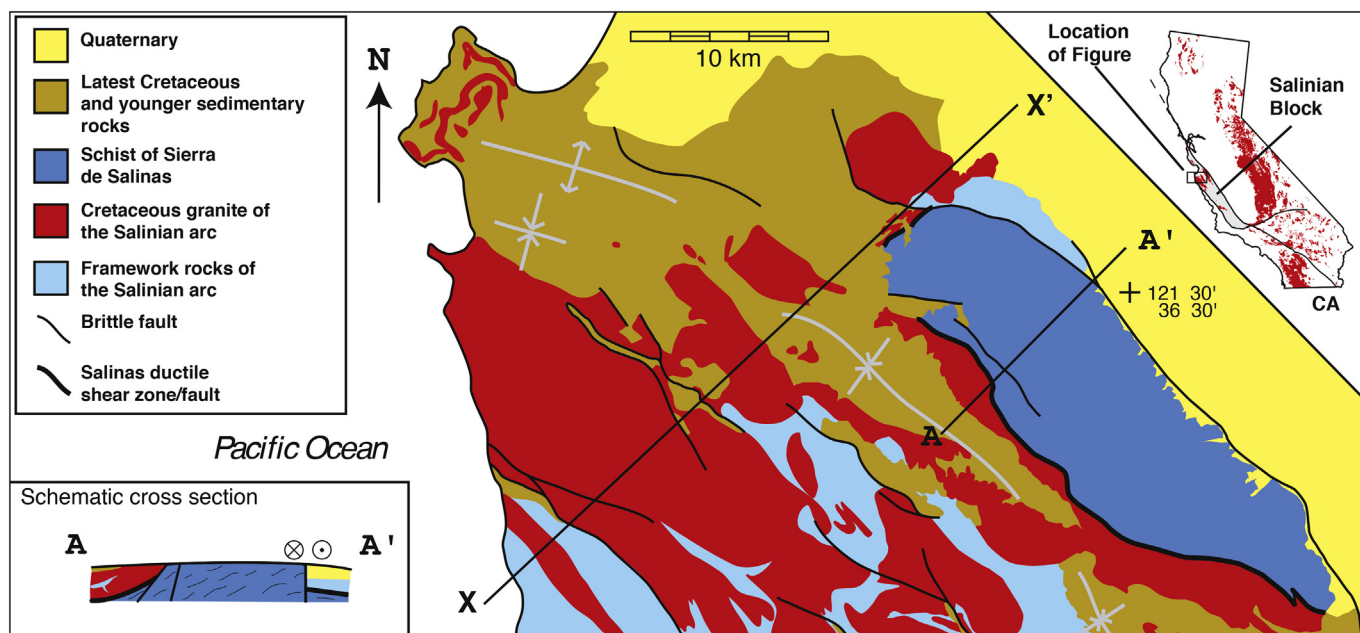 Quaternary
Latest Cretaceous
and younger sedimentary
rocks
Schist of Sierra
de Salinas
Cretaceous granite of
the Salinian arc
Framework rocks of
the Salinian arc
Brittle fault
Salinas ductile
shear zone/fault
N
10 km
X'
A'
121 30'
36 30'
A
X
Location
of Figure
Salinian
Block
CA
Pacific Ocean
Schematic cross section
A A'